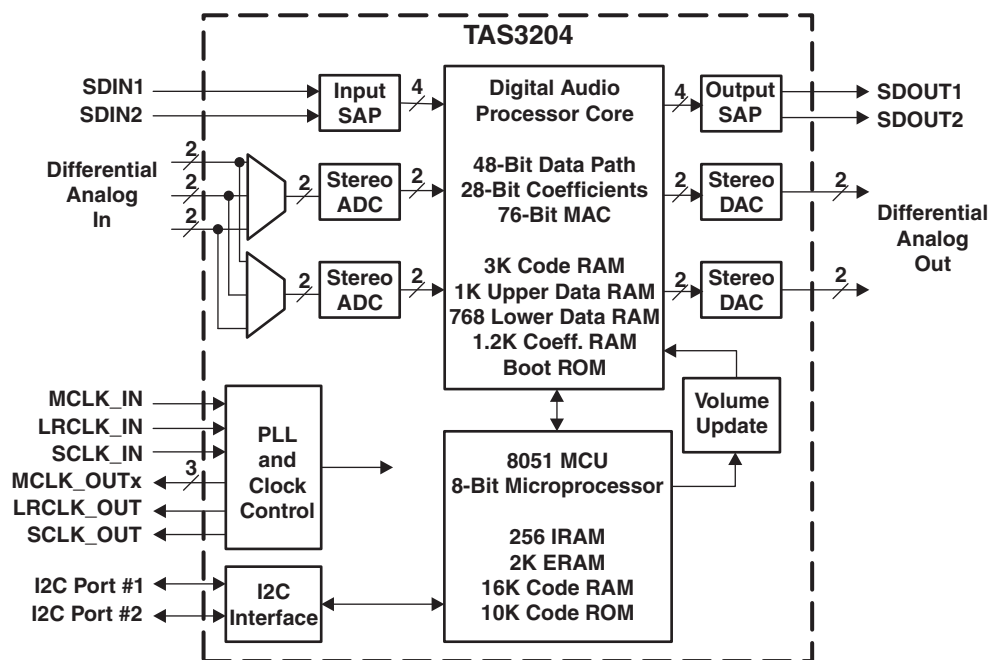 TAS3204
SDIN1
SDIN2
Input
SAP
4
Digital Audio
Processor Core
48-Bit Data Path
28-Bit Coefficients
76-Bit MAC
3K Code RAM
1K Upper Data RAM
768 Lower Data RAM
1.2K Coeff. RAM
Boot ROM
4
Output
SAP
SDOUT1
SDOUT2
Differential
Analog
In
2
2
2
2
Stereo
ADC
2
2
Stereo
DAC
2
2
Stereo
ADC
2
2
Stereo
DAC
2
Differential
Analog
Out
MCLK_IN
LRCLK_IN
SCLK_IN
MCLK_OUTx
3
LRCLK_OUT
SCLK_OUT
PLL
and
Clock
Control
Volume
Update
8051 MCU
8-Bit Microprocessor
256 IRAM
2K ERAM
16K Code RAM
10K Code ROM
I2C Port #1
I2C Port #2
I2C
Interface